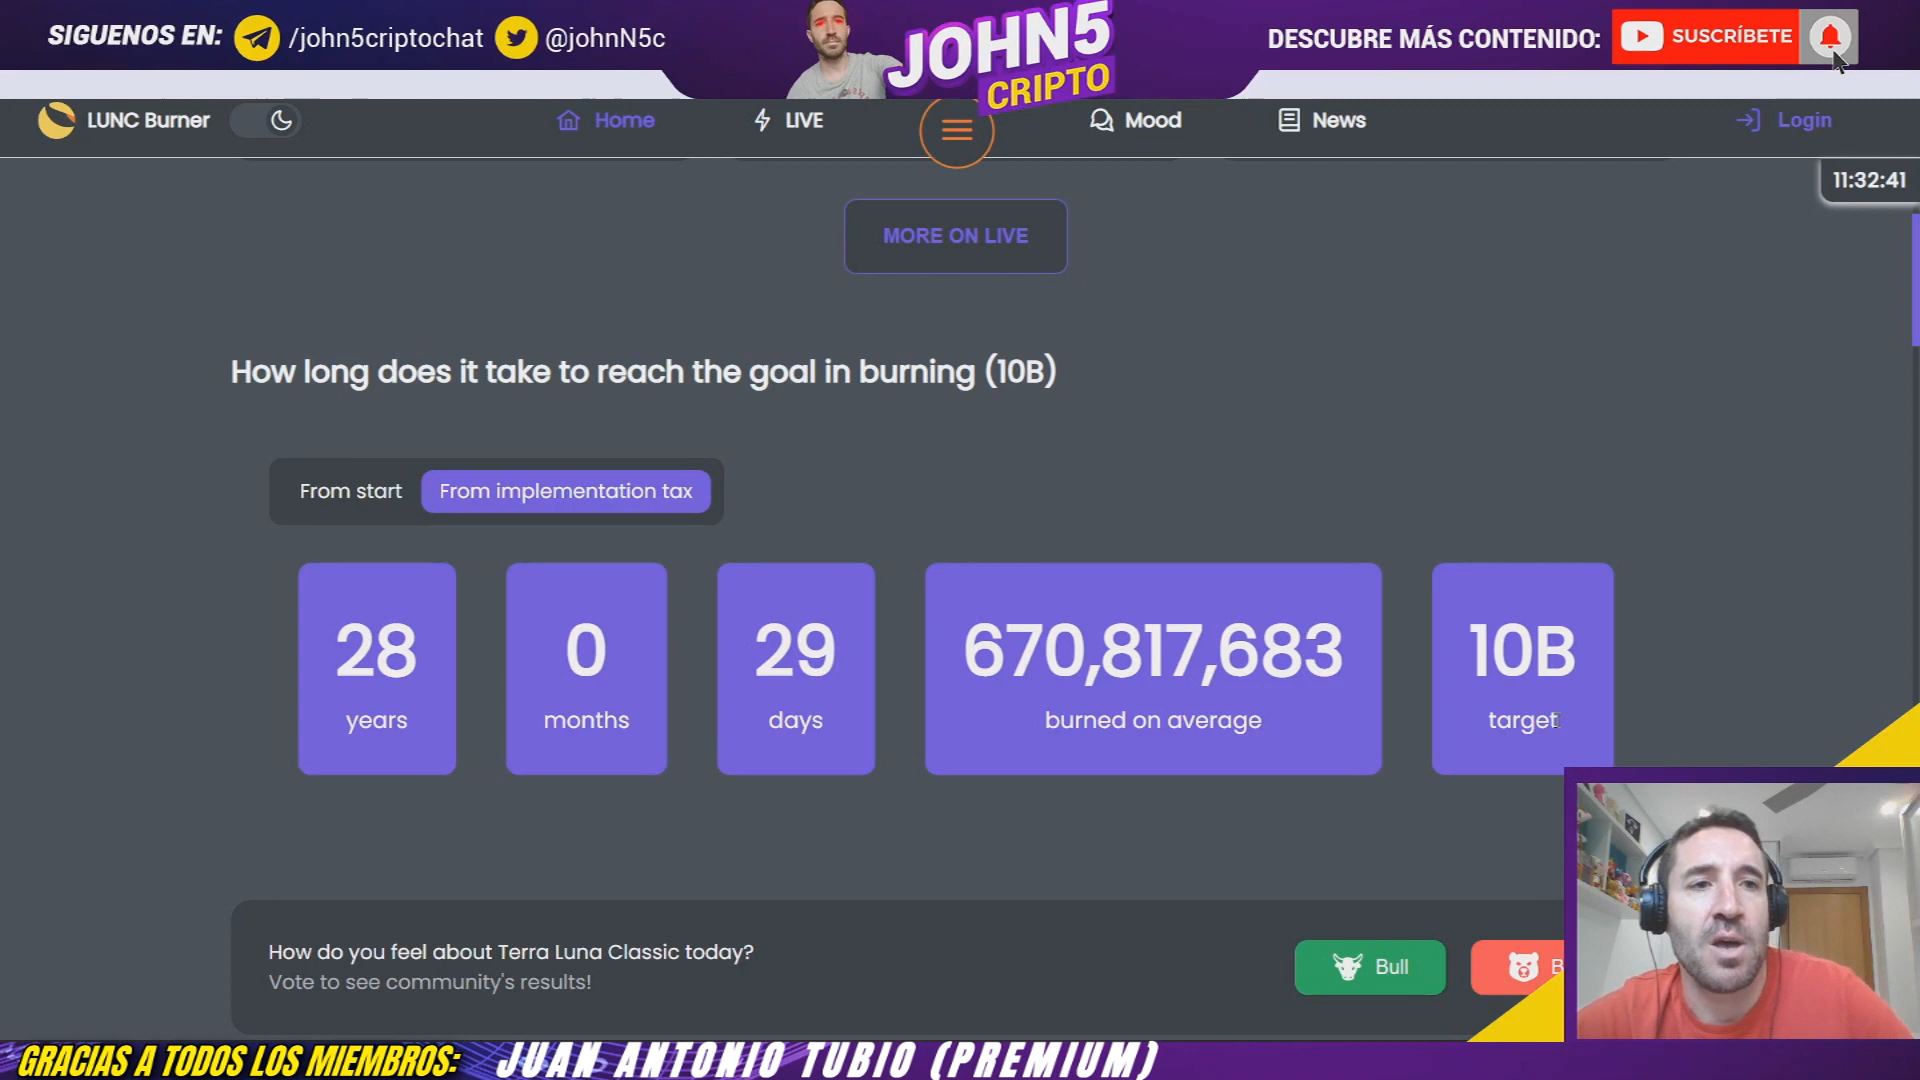 SIGUENOS EN: /john5criptochat @johnN5c
JOHN5
CRIPTO
DESCUBRE MÁS CONTENIDO: SUSCRÍBETE
LUNC Burner
Home
LIVE
Mood
News
Login
11:32:41
MORE ON LIVE
How long does it take to reach the goal in burning (10B)
From start
From implementation tax
28
years
0
months
29
days
670,817,683
burned on average
10B
target
How do you feel about Terra Luna Classic today?
Vote to see community's results!
Bull
GRACIAS A TODOS LOS MIEMBROS: JUAN ANTONIO TUBIO (PREMIUM)